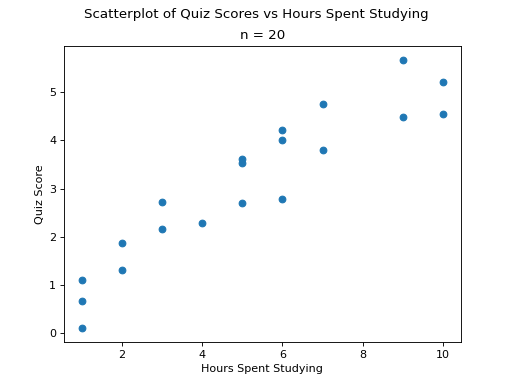 Scatterplot of Quiz Scores vs Hours Spent Studying
n = 20
5
4
3
2
1
0
Quiz Score
2 4 6 8 10
Hours Spent Studying